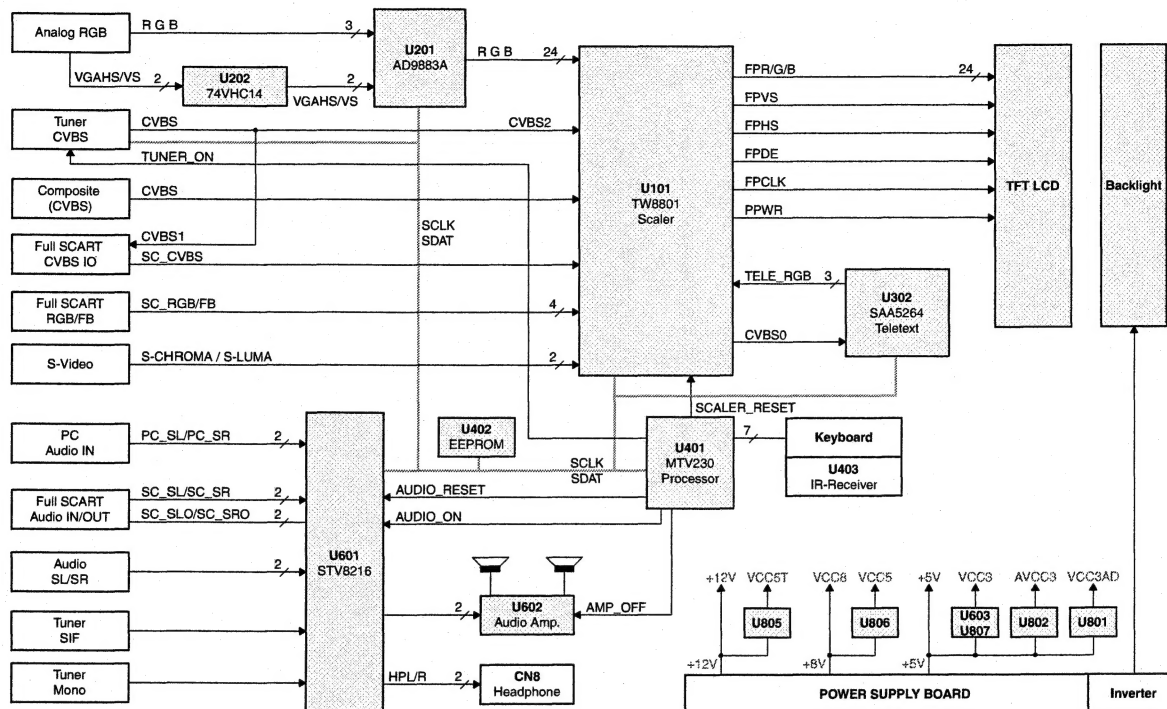 Analog RGB
R G B
3
U201
AD9883A
R G B
24
VGAHS/VS
2
U202
74VHC14
2
VGAHS/VS
Tuner
CVBS
CVBS
CVBS2
TUNER_ON
Composite
(CVBS)
CVBS
Full SCART
CVBS IO
CVBS1
SC_CVBS
Full SCART
RGB/FB
SC_RGB/FB
4
S-Video
S-CHROMA / S-LUMA
2
SCLK
SDAT
U101
TW8801
Scaler
FPR/G/B
24
FPVS
FPHS
FPDE
FPCLK
PPWR
TFT LCD
Backlight
TELE_RGB
3
CVBS0
U302
SAA5264
Teletext
SCALER_RESET
PC
Audio IN
PC_SL/PC_SR
2
Full SCART
Audio IN/OUT
SC_SL/SC_SR
2
SC_SLO/SC_SRO
2
Audio
SL/SR
2
Tuner
SIF
Tuner
Mono
U601
STV8216
U402
EEPROM
SCLK
SDAT
U401
MTV230
Processor
7
Keyboard
U403
IR-Receiver
AUDIO_RESET
AUDIO_ON
2
U602
Audio Amp.
AMP_OFF
HPL/R
2
CN8
Headphone
+12V
VCC5T
VCC8
VCC5
+5V
VCC3
AVCC3
VCC3AD
U805
U806
U603
U807
U802
U801
+12V
+8V
+5V
POWER SUPPLY BOARD
Inverter